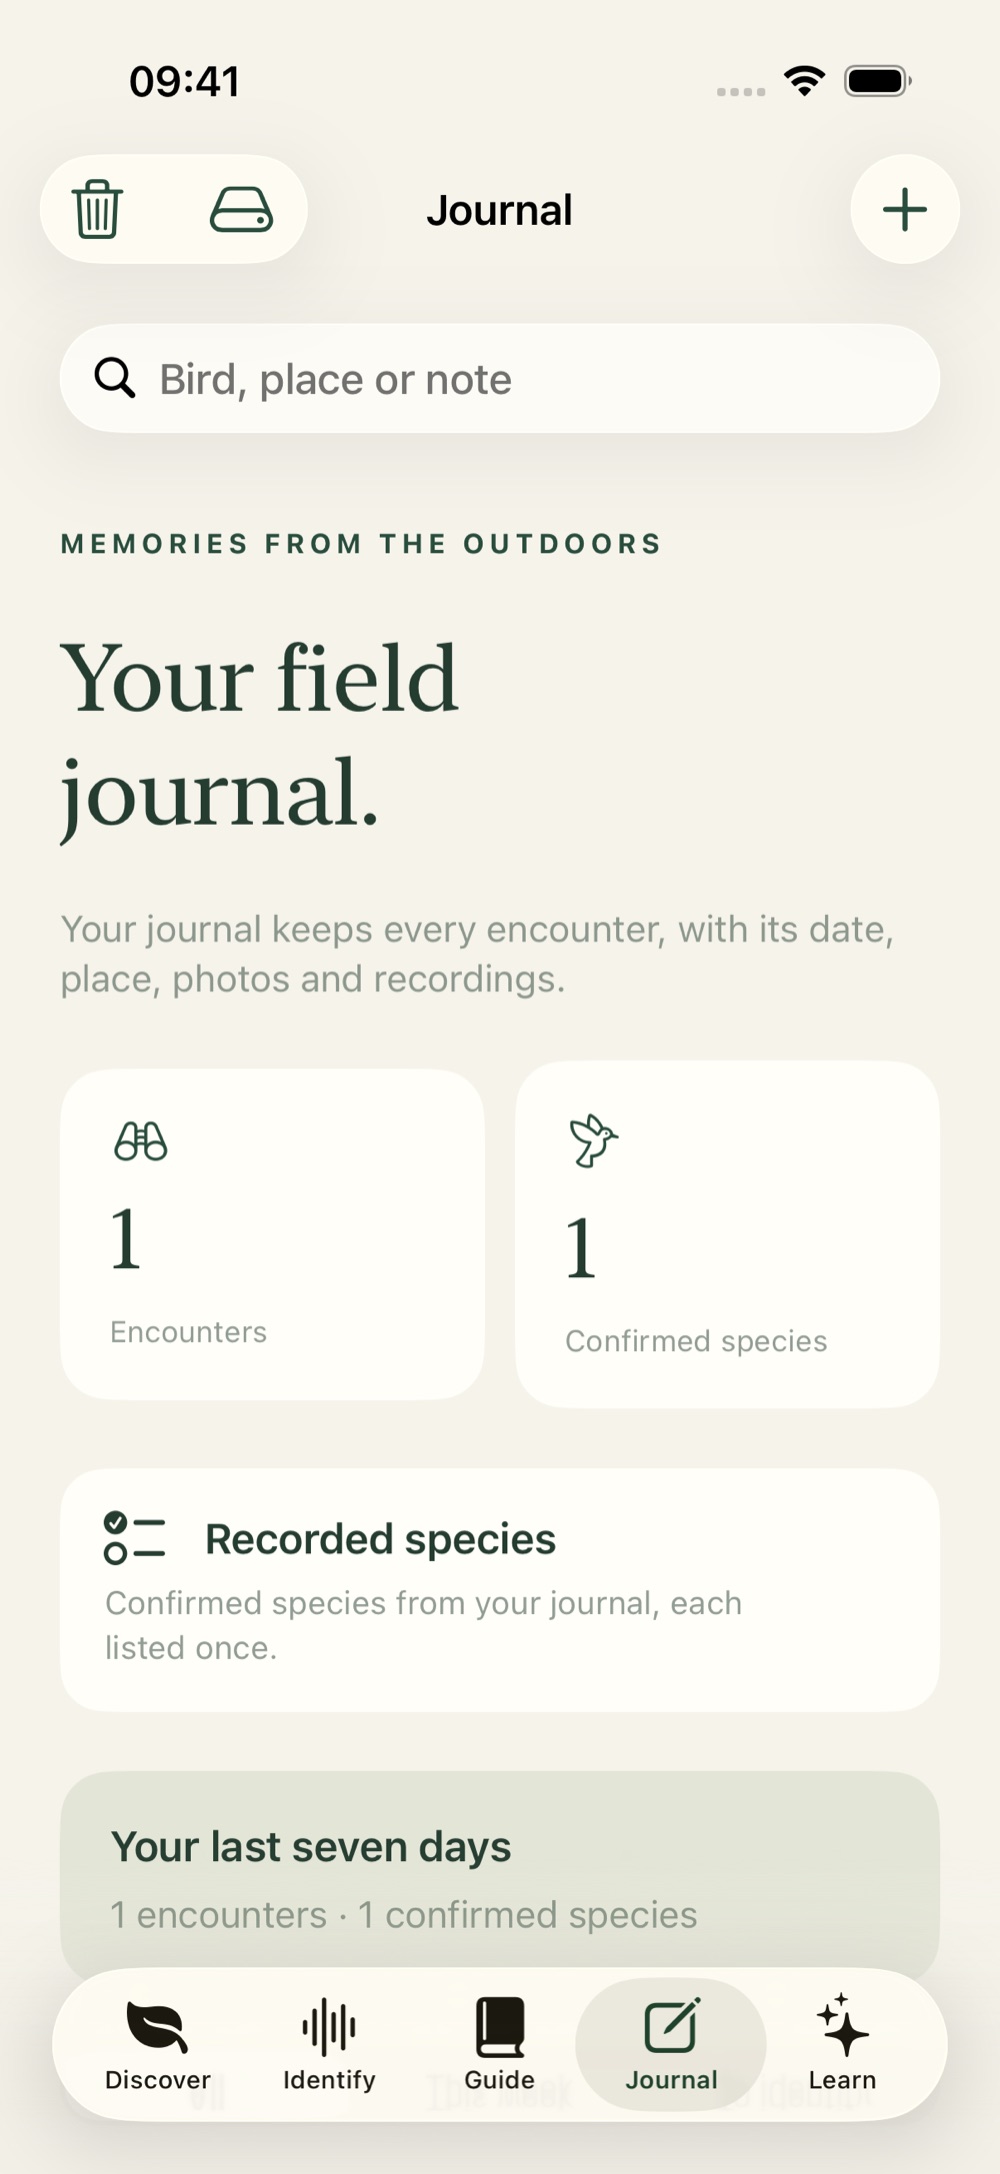 09:41
Journal
Bird, place or note
MEMORIES FROM THE OUTDOORS
Your field
journal.
Your journal keeps every encounter, with its date,
place, photos and recordings.
1
Encounters
1
Confirmed species
Recorded species
Confirmed species from your journal, each
listed once.
Your last seven days
1 encounters · 1 confirmed species
Discover
Identify
Guide
Journal
Learn